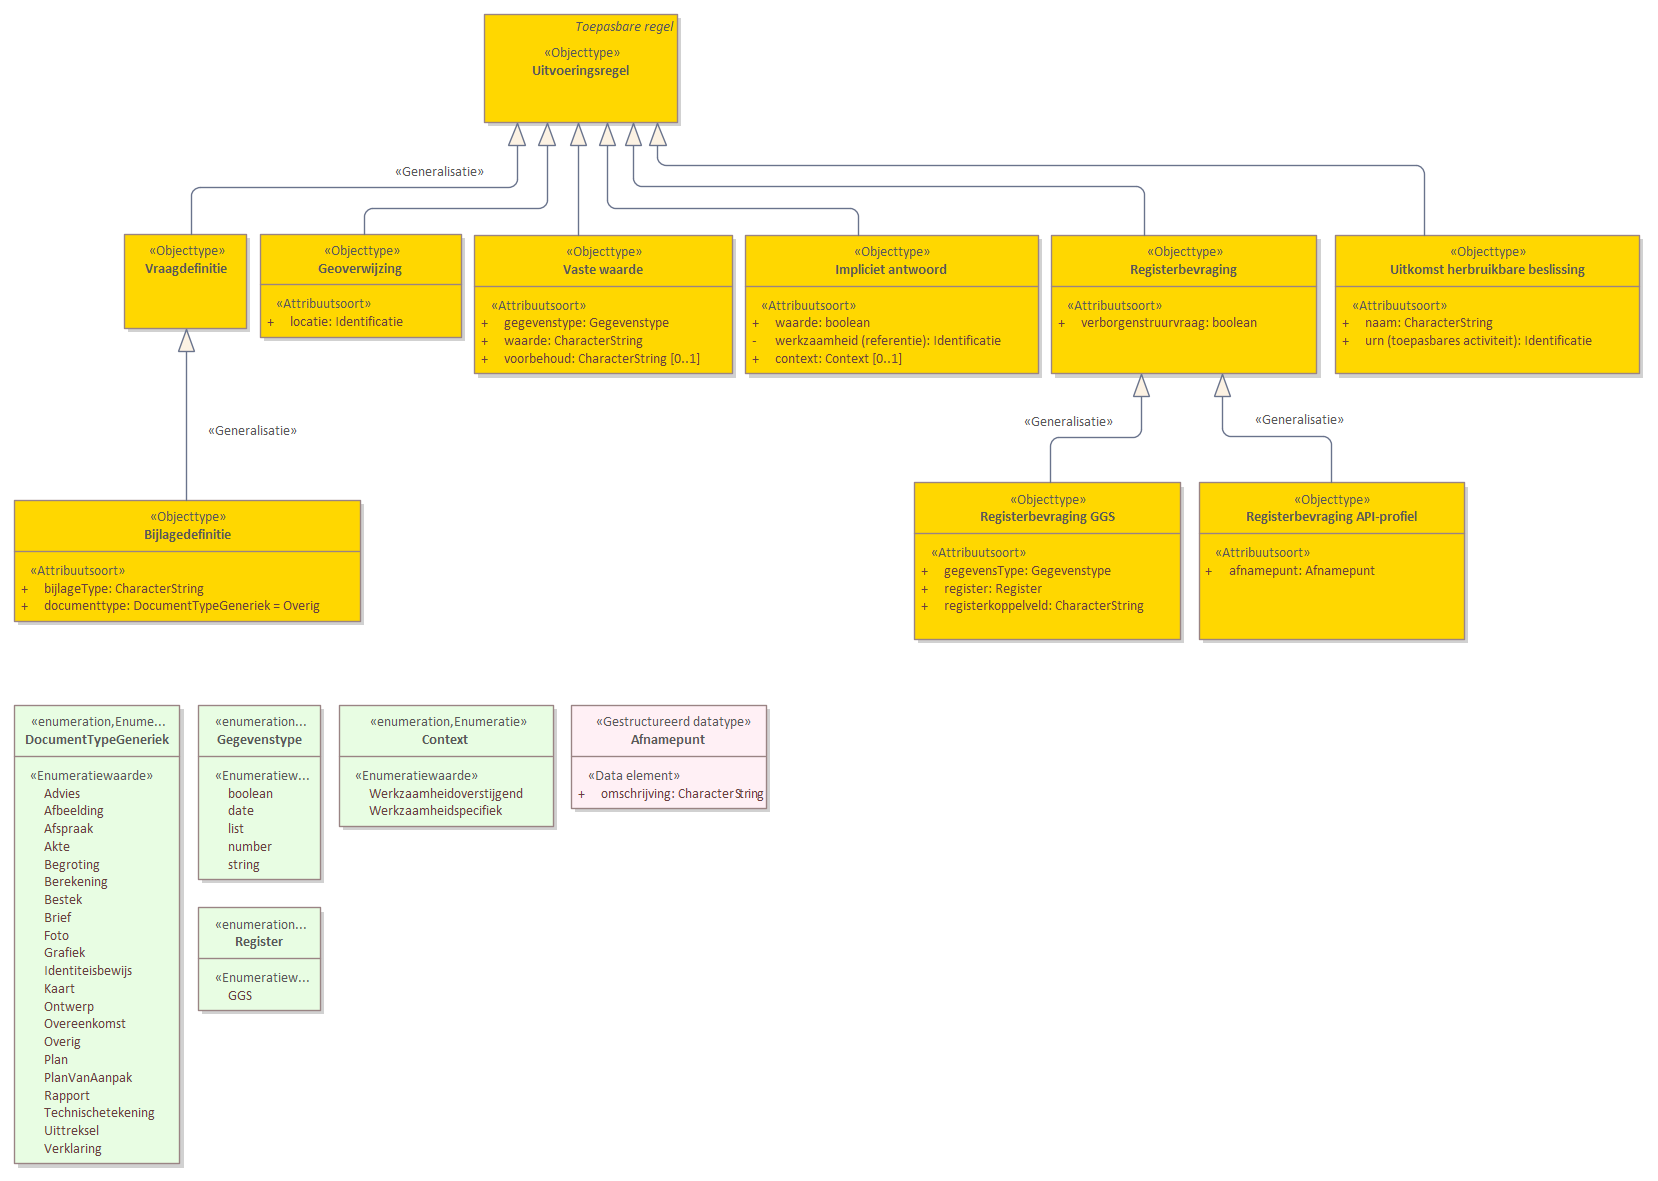 Toepasbare regel
«Objecttype»
Uitvoeringsregel
«Generalisatie»
«Objecttype»
Vraagdefinitie
«Objecttype»
Geoverwijzing
«Attribuutsoort»
+ locatie: Identificatie
«Objecttype»
Vaste waarde
«Attribuutsoort»
+ gegevenstype: Gegevenstype
+ waarde: CharacterString
+ voorbehoud: CharacterString [0..1]
«Objecttype»
Impliciet antwoord
«Attribuutsoort»
+ waarde: boolean
- werkzaamheid (referentie): Identificatie
+ context: Context [0..1]
«Objecttype»
Registerbevraging
«Attribuutsoort»
+ verborgenstruurvraag: boolean
«Objecttype»
Uitkomst herbruikbare beslissing
«Attribuutsoort»
+ naam: CharacterString
+ urn (toepasbares activiteit): Identificatie
«Generalisatie»
«Generalisatie»
«Generalisatie»
«Objecttype»
Bijlagedefinitie
«Attribuutsoort»
+ bijlageType: CharacterString
+ documenttype: DocumentTypeGeneriek = Overig
«Objecttype»
Registerbevraging GGS
«Attribuutsoort»
+ gegevensType: Gegevenstype
+ register: Register
+ registerkoppelveld: CharacterString
«Objecttype»
Registerbevraging API-profiel
«Attribuutsoort»
+ afnamepunt: Afnamepunt
«enumeration,Enume...
DocumentTypeGeneriek
«Enumeratiewaarde»
Advies
Afbeelding
Afspraak
Akte
Begroting
Berekening
Bestek
Brief
Foto
Grafiek
Identiteisbewijs
Kaart
Ontwerp
Overeenkomst
Overig
Plan
PlanVanAanpak
Rapport
Technischetekening
Uittreksel
Verklaring
«enumeration...
Gegevenstype
«Enumeratiew...
boolean
date
list
number
string
«enumeration...
Register
«Enumeratiew...
GGS
«enumeration,Enumeratie»
Context
«Enumeratiewaarde»
Werkzaamheidoverstijgend
Werkzaamheidspecifiek
«Gestructureerd datatype»
Afnamepunt
«Data element»
+ omschrijving: CharacterString